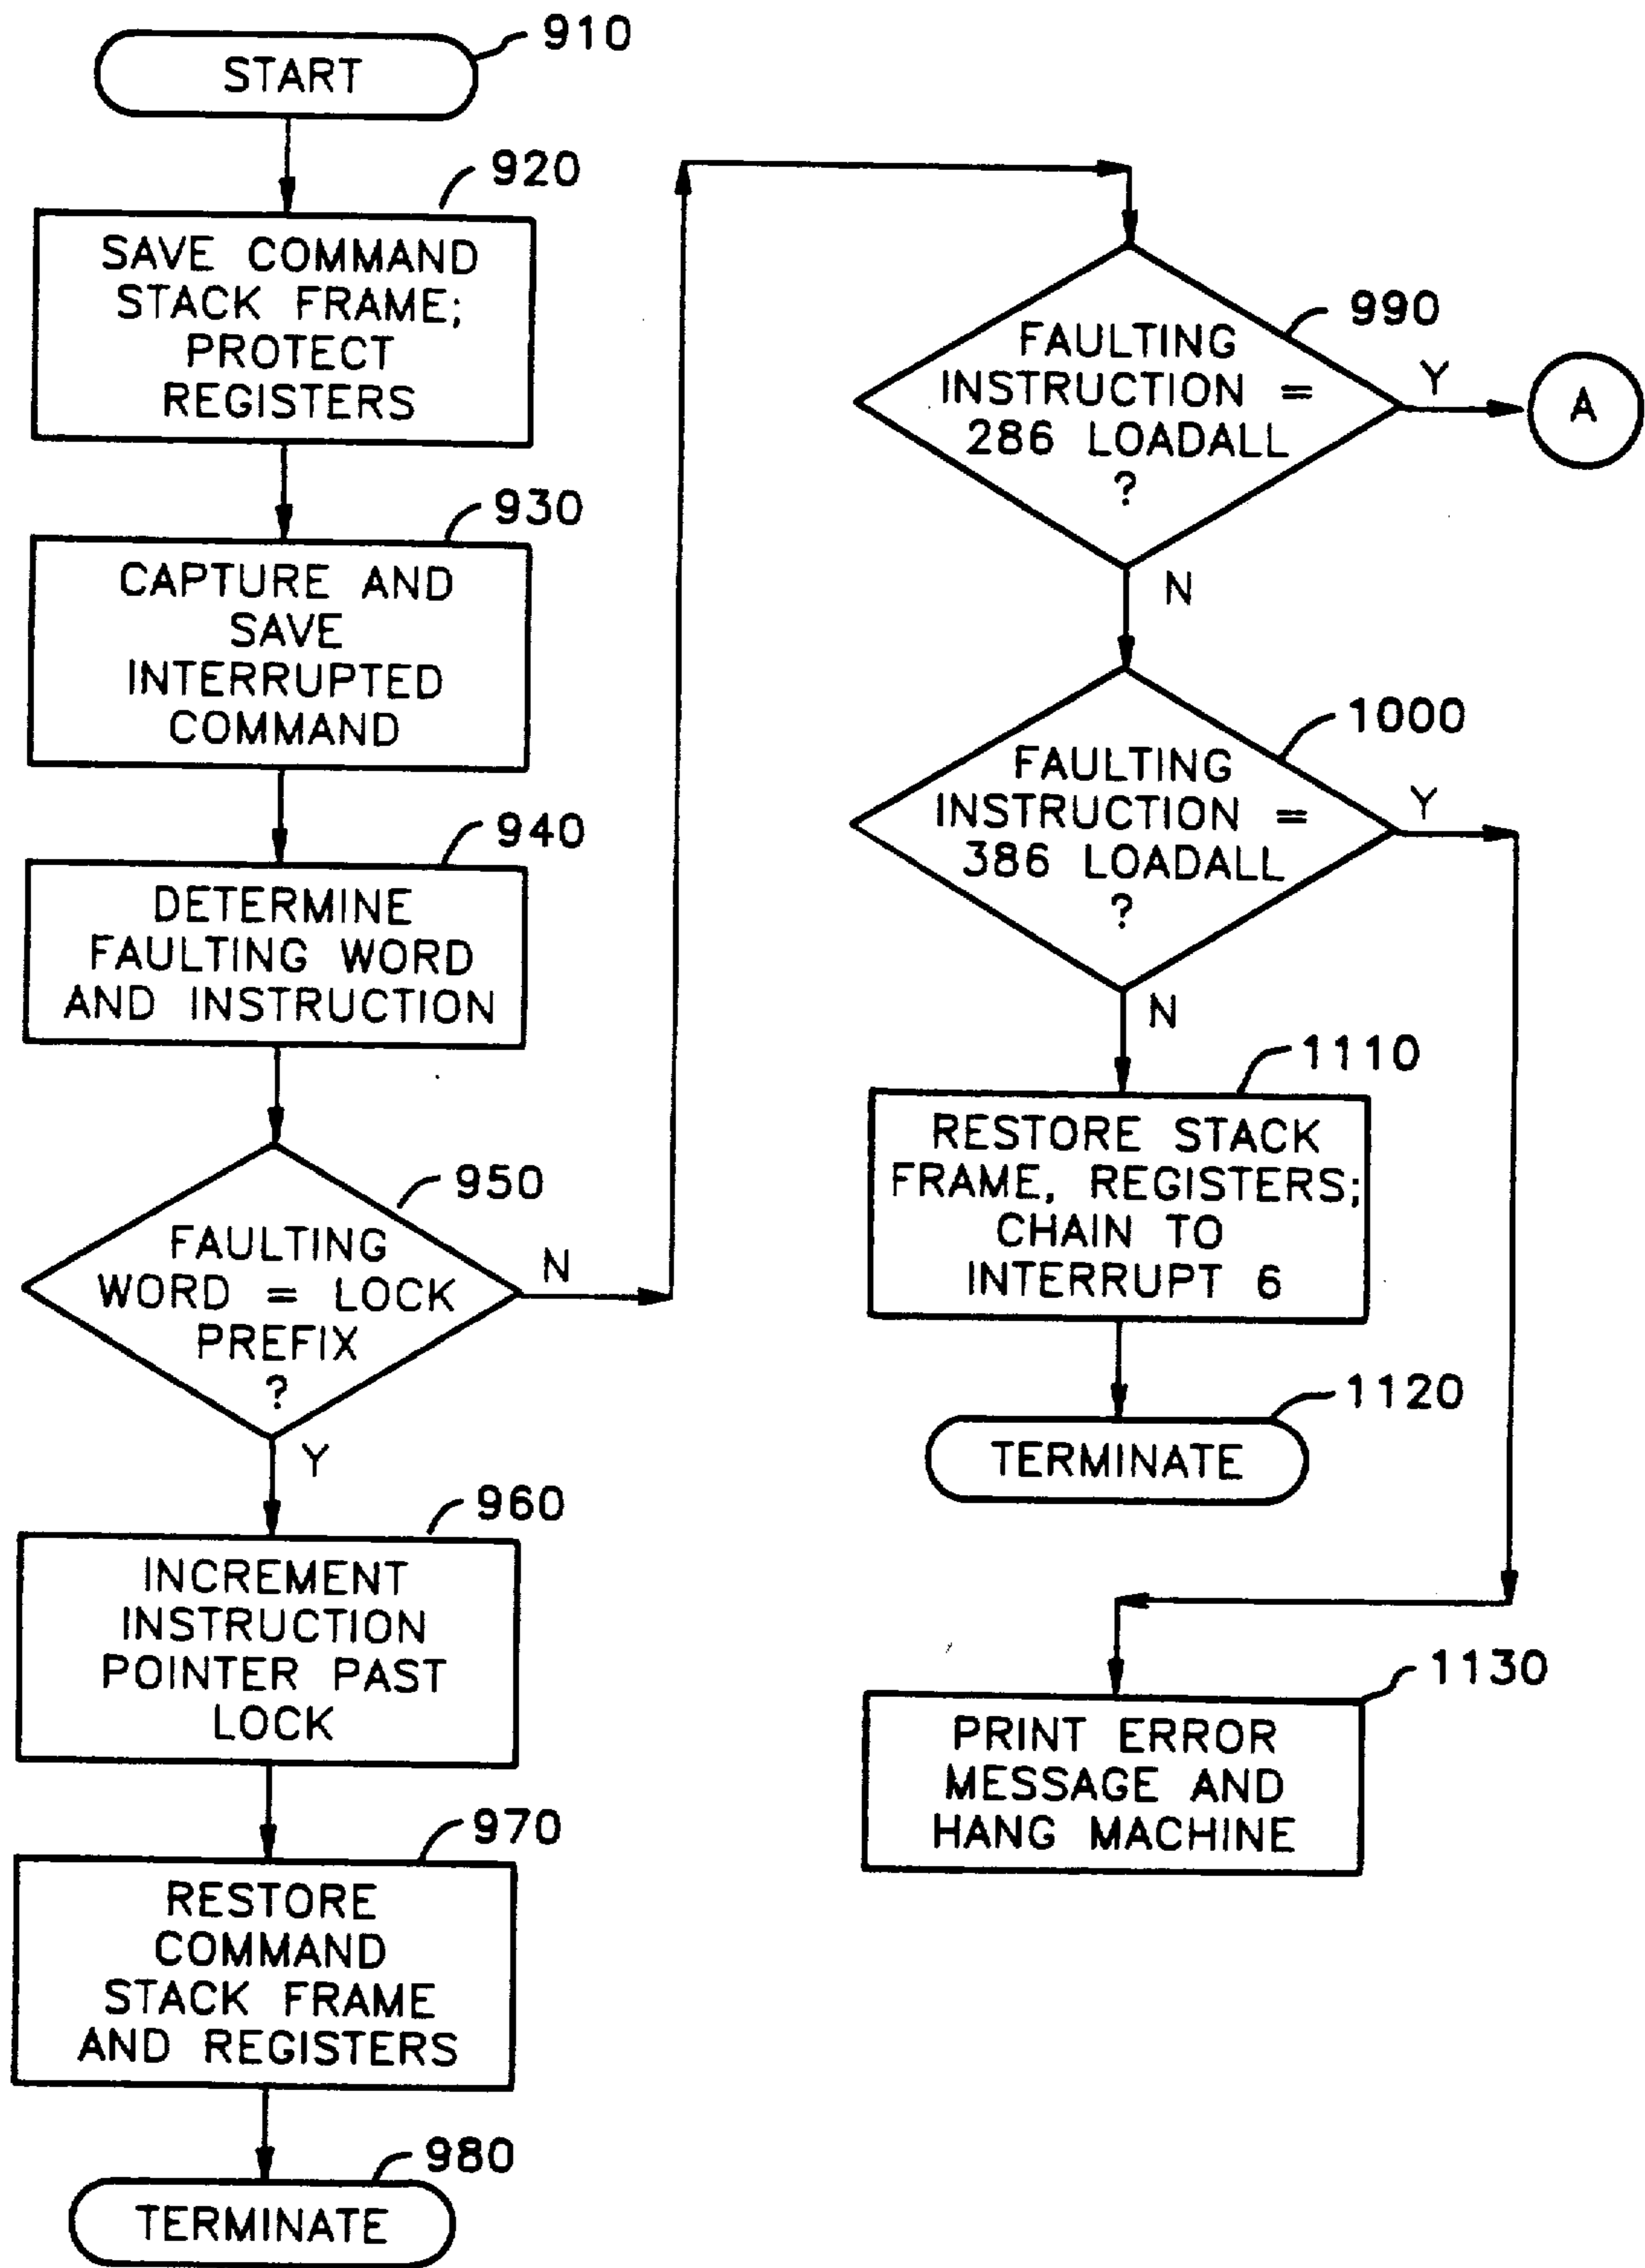 910
START
920
SAVE COMMAND
STACK FRAME;
PROTECT
REGISTERS
930
CAPTURE AND
SAVE
INTERRUPTED
COMMAND
940
DETERMINE
FAULTING WORD
AND INSTRUCTION
950
FAULTING
WORD = LOCK
PREFIX
?
N
Y
960
INCREMENT
INSTRUCTION
POINTER PAST
LOCK
970
RESTORE
COMMAND
STACK FRAME
AND REGISTERS
980
TERMINATE
990
FAULTING
INSTRUCTION =
286 LOADALL
?
Y
A
N
1000
FAULTING
INSTRUCTION =
386 LOADALL
?
Y
N
1110
RESTORE STACK
FRAME, REGISTERS;
CHAIN TO
INTERRUPT 6
1120
TERMINATE
1130
PRINT ERROR
MESSAGE AND
HANG MACHINE